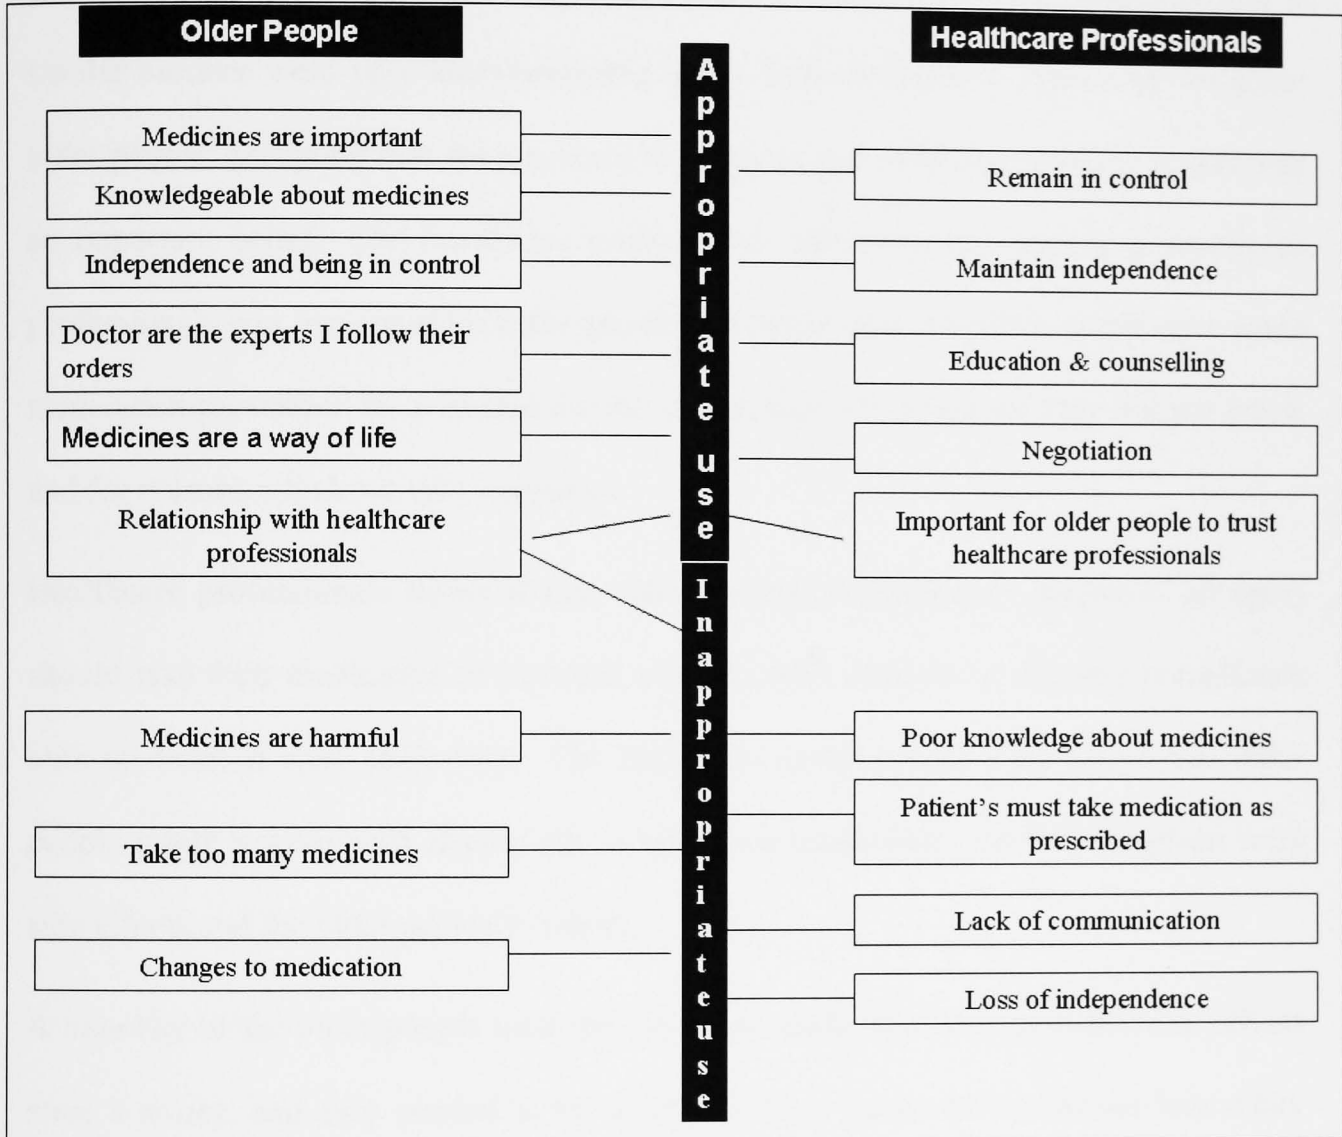 Older People
Healthcare Professionals
Appropriate use
Inappropriate use
Medicines are important
Knowledgeable about medicines
Independence and being in control
Doctor are the experts I follow their
orders
Medicines are a way of life
Relationship with healthcare
professionals
Medicines are harmful
Take too many medicines
Changes to medication
Remain in control
Maintain independence
Education & counselling
Negotiation
Important for older people to trust
healthcare professionals
Poor knowledge about medicines
Patient's must take medication as
prescribed
Lack of communication
Loss of independence